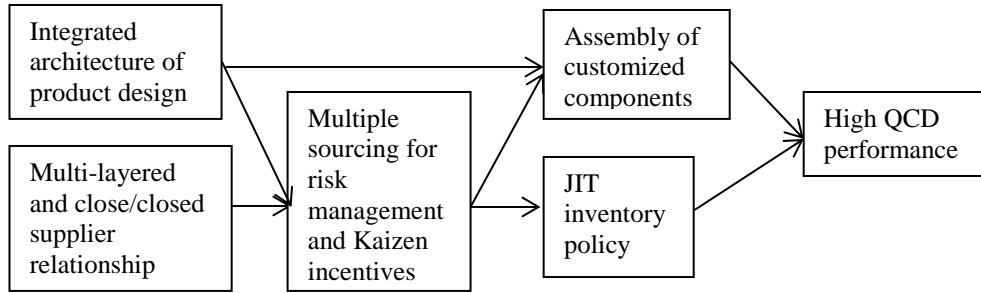 Integrated
architecture of
product design
Multi-layered
and close/closed
supplier
relationship
Multiple
sourcing for
risk
management
and Kaizen
incentives
Assembly of
customized
components
JIT
inventory
policy
High QCD
performance